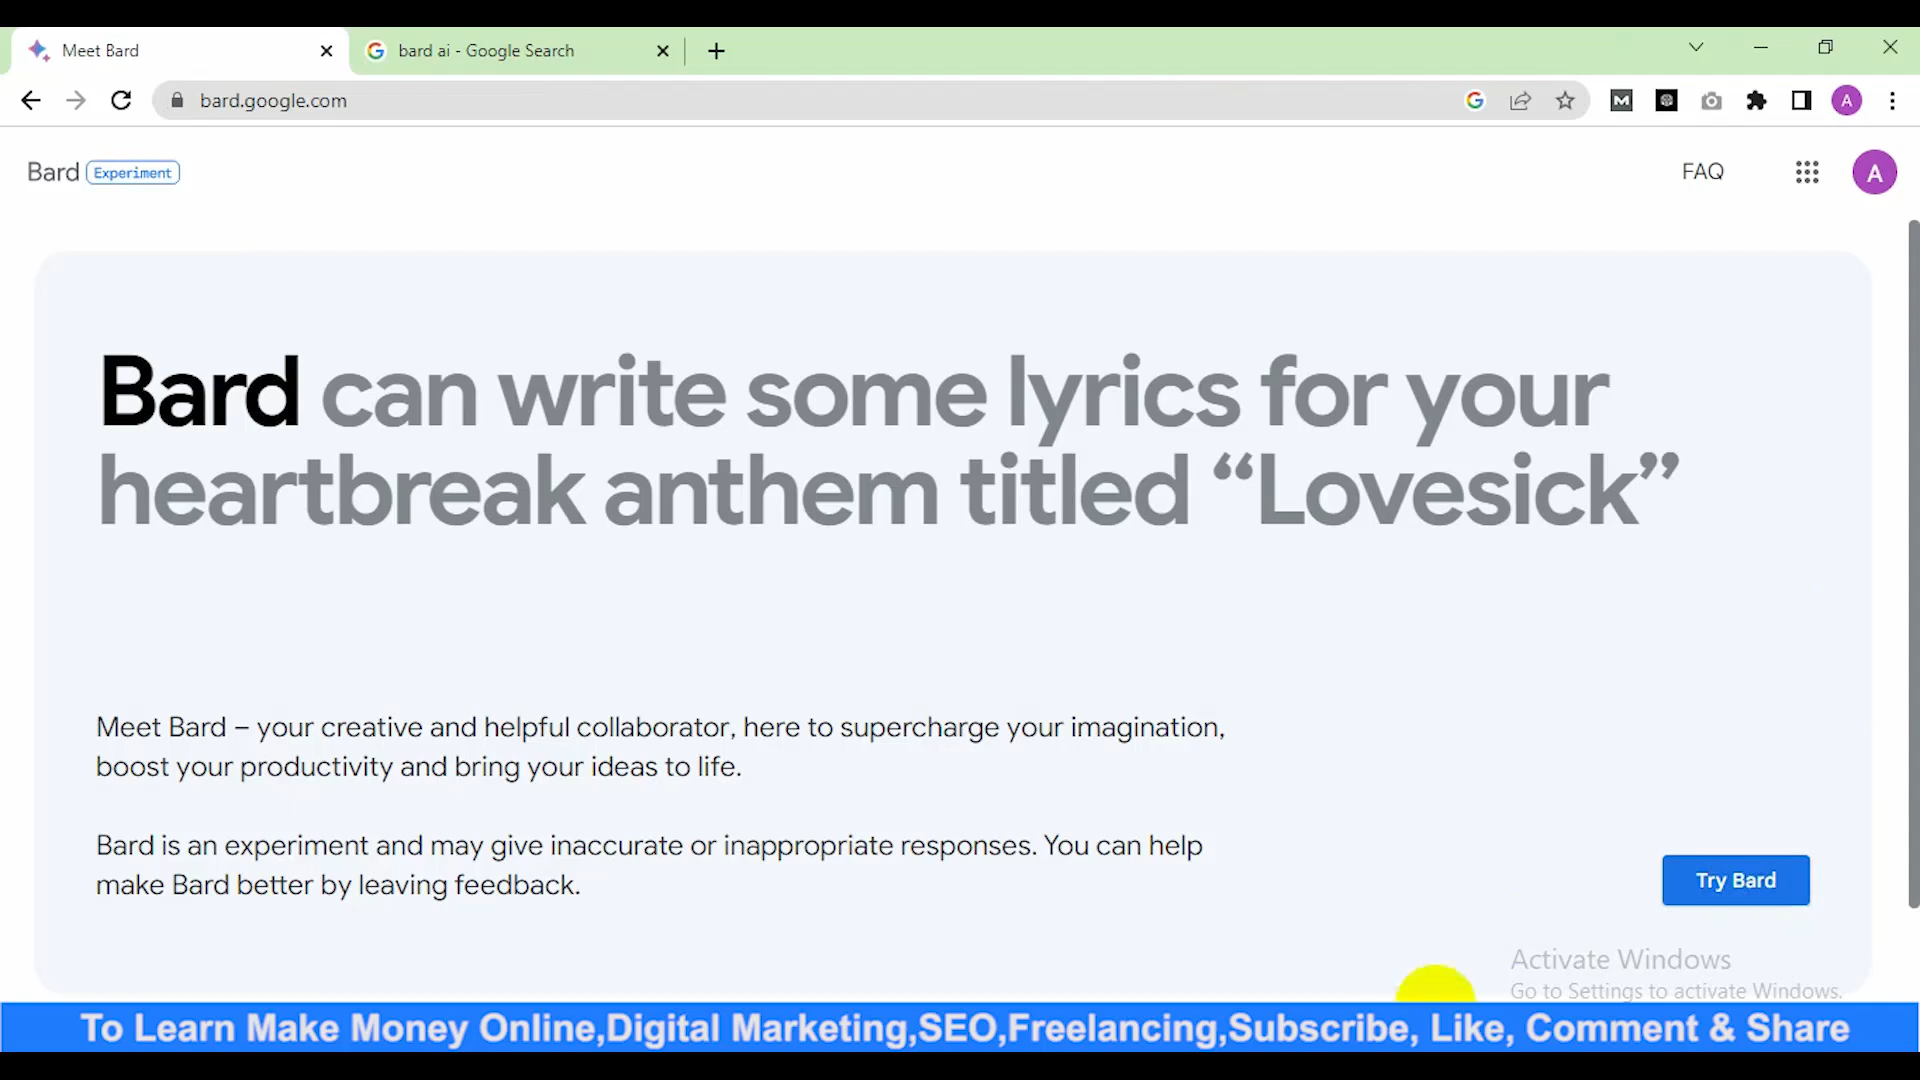 Meet Bard
bard ai - Google Search
bard.google.com
A
Bard Experiment
FAQ
A
Bard can write some lyrics for your
heartbreak anthem titled “Lovesick”
Meet Bard – your creative and helpful collaborator, here to supercharge your imagination,
boost your productivity and bring your ideas to life.
Bard is an experiment and may give inaccurate or inappropriate responses. You can help
make Bard better by leaving feedback.
Try Bard
Activate Windows
Go to Settings to activate Windows.
To Learn Make Money Online,Digital Marketing,SEO,Freelancing,Subscribe, Like, Comment & Share